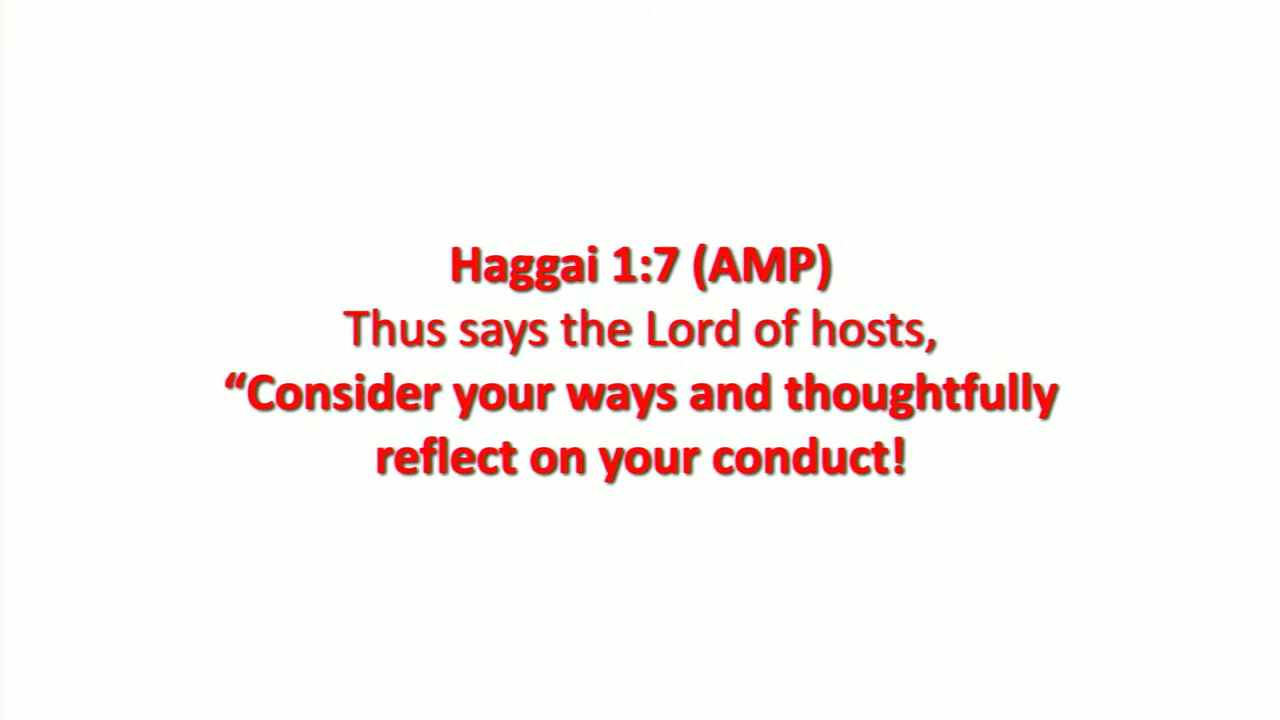 Haggai 1:7 (AMP)
Thus says the Lord of hosts,
“Consider your ways and thoughtfully
reflect on your conduct!